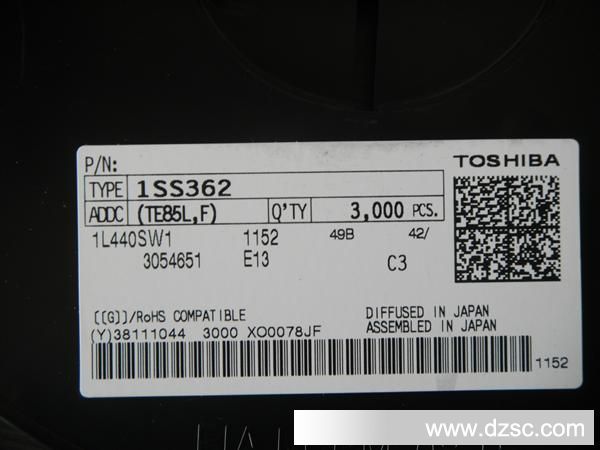 P/N:
TOSHIBA
TYPE 1SS362
ADDC (TE85L,F) Q'TY 3,000 PCS.
1L440SW1 1152 49B 42/
3054651 E13 C3
[[G]]/RoHS COMPATIBLE DIFFUSED IN JAPAN
(Y)38111044 3000 XO0078JF ASSEMBLED IN JAPAN
1152
www.dzsc.com